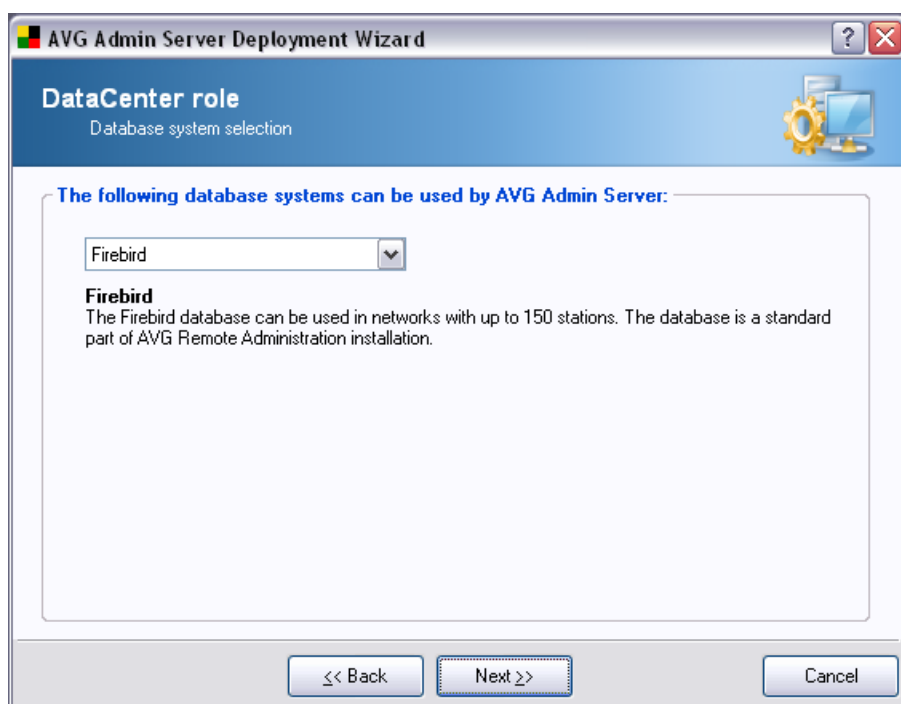 AVG Admin Server Deployment Wizard
DataCenter role
Database system selection
The following database systems can be used by AVG Admin Server:
Firebird
Firebird
The Firebird database can be used in networks with up to 150 stations. The database is a standard
part of AVG Remote Administration installation.
<< Back Next >> Cancel